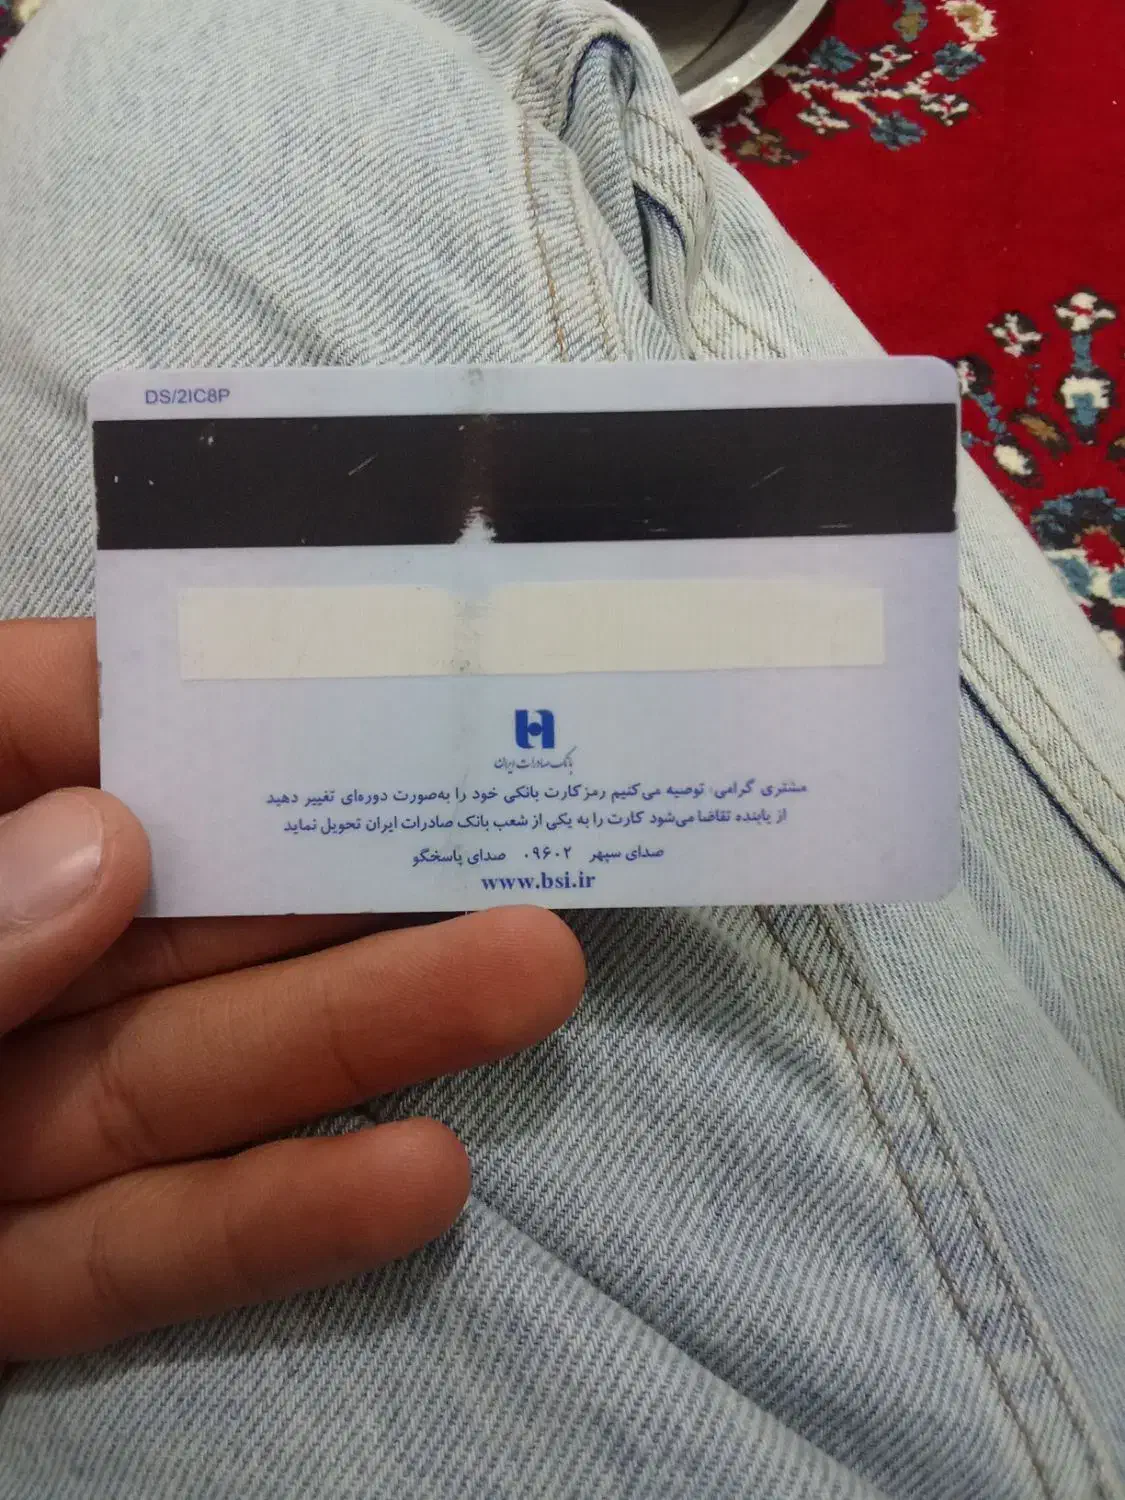 DS/2IC8P
بانک صادرات ایران
مشتری گرامی، توصیه می‌کنیم رمز کارت بانکی خود را به‌صورت دوره‌ای تغییر دهید
از یابنده تقاضا می‌شود کارت را به یکی از شعب بانک صادرات ایران تحویل نماید
صدای سپهر ۰۹۶۰۲ صدای پاسخگو
www.bsi.ir